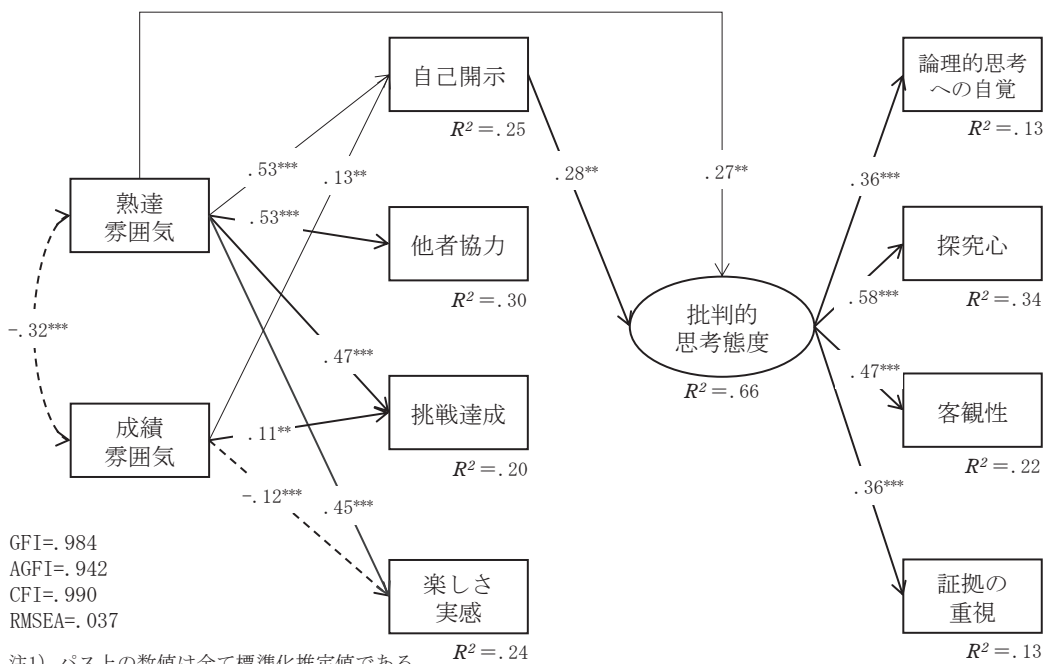 自己開示
R²=.25
論理的思考
への自覚
R²=.13
.53***
.13**
.28**
.27**
.36***
熟達
雰囲気
.53***
他者協力
R²=.30
探究心
R²=.34
.58***
-.32***
批判的
思考態度
R²=.66
.47***
.47***
成績
雰囲気
.11**
挑戦達成
R²=.20
客観性
R²=.22
-.12***
.45***
.36***
GFI=.984
AGFI=.942
CFI=.990
RMSEA=.037
楽しさ
実感
R²=.24
証拠の
重視
R²=.13
注1) パス上の数値は全て標準化推定値である